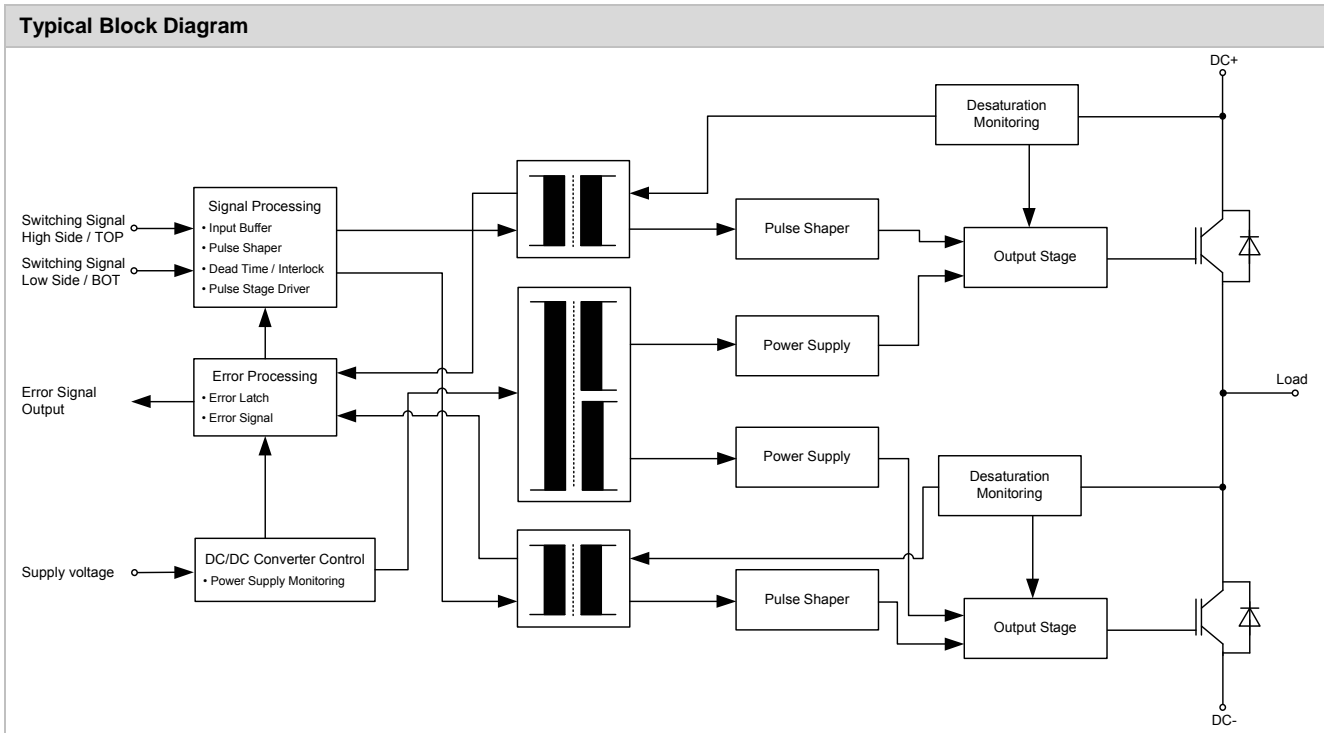 Typical Block Diagram
DC+
Desaturation
Monitoring
Signal Processing
• Input Buffer
• Pulse Shaper
• Dead Time / Interlock
• Pulse Stage Driver
Switching Signal
High Side / TOP
Switching Signal
Low Side / BOT
Pulse Shaper
Output Stage
Power Supply
Error Processing
• Error Latch
• Error Signal
Error Signal
Output
Load
Power Supply
Desaturation
Monitoring
DC/DC Converter Control
• Power Supply Monitoring
Supply voltage
Pulse Shaper
Output Stage
DC-